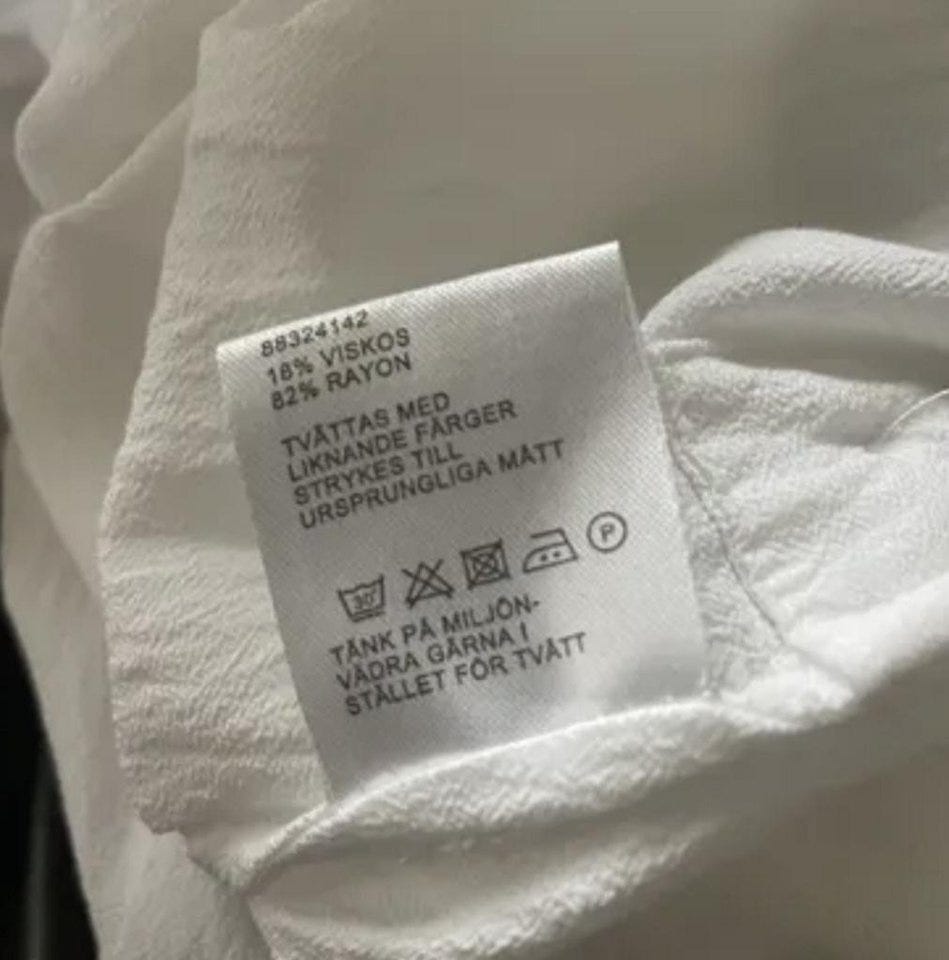 88324142
18% VISKOS
82% RAYON
TVÄTTAS MED
LIKNANDE FÄRGER
STRYKES TILL
URSPRUNGLIGA MÅTT
30°
P
TÄNK PÅ MILJÖN-
VÄDRA GÄRNA I
STÄLLET FÖR TVÄTT